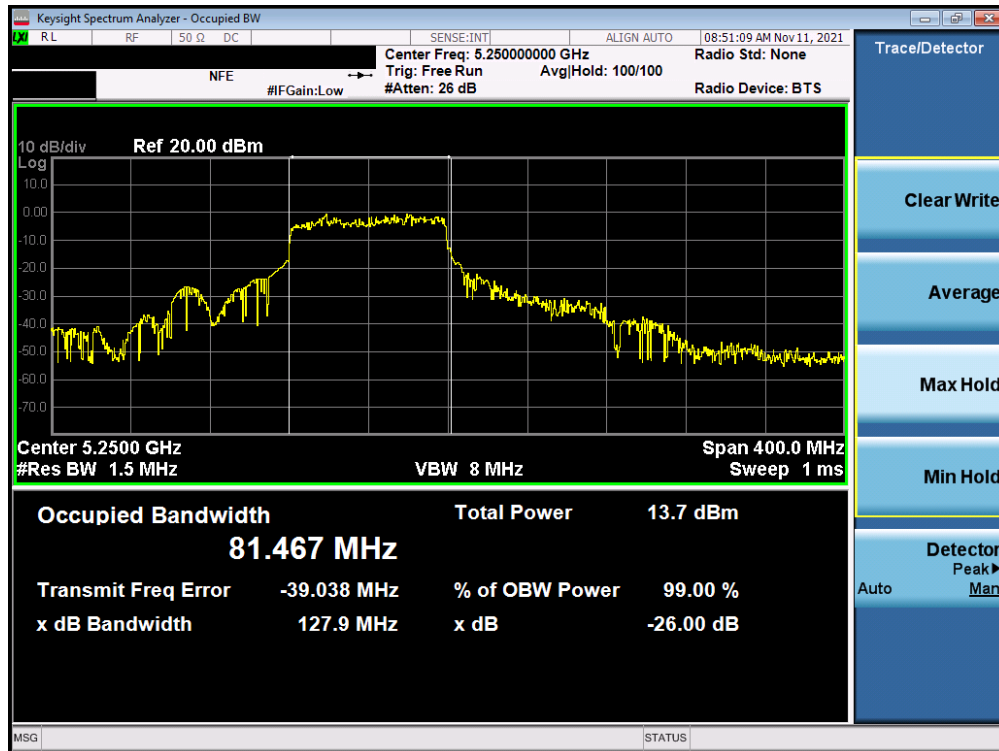 Keysight Spectrum Analyzer - Occupied BW
LXI RL RF 50 Ω DC SENSE:INT ALIGN AUTO 08:51:09 AM Nov 11, 2021
Center Freq: 5.250000000 GHz Radio Std: None
NFE Trig: Free Run Avg|Hold: 100/100
#IFGain:Low #Atten: 26 dB Radio Device: BTS
10 dB/div Ref 20.00 dBm
Log
10.0
0.00
-10.0
-20.0
-30.0
-40.0
-50.0
-60.0
-70.0
Center 5.2500 GHz Span 400.0 MHz
#Res BW 1.5 MHz VBW 8 MHz Sweep 1 ms
Occupied Bandwidth Total Power 13.7 dBm
81.467 MHz
Transmit Freq Error -39.038 MHz % of OBW Power 99.00 %
x dB Bandwidth 127.9 MHz x dB -26.00 dB
MSG STATUS
Trace/Detector
Clear Write
Average
Max Hold
Min Hold
Detector
Peak▶
Auto Man